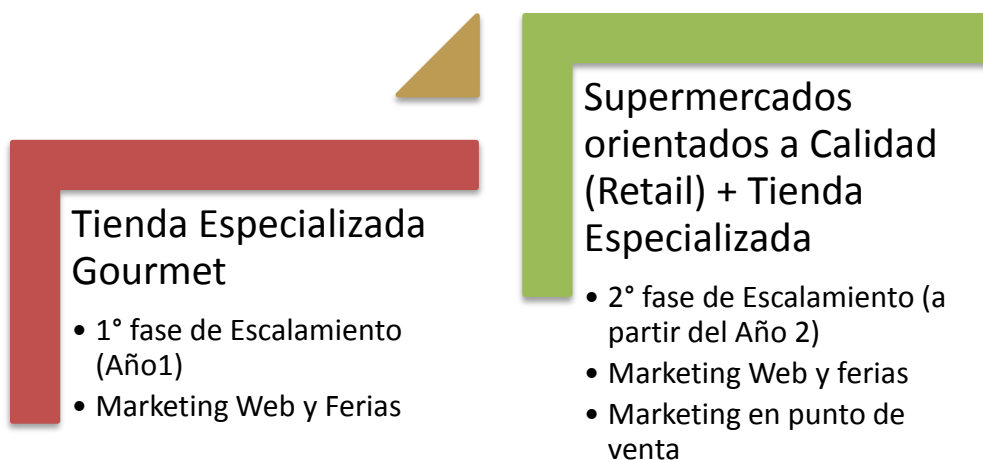 Tienda Especializada
Gourmet
• 1° fase de Escalamiento
(Año1)
• Marketing Web y Ferias
Supermercados
orientados a Calidad
(Retail) + Tienda
Especializada
• 2° fase de Escalamiento (a
partir del Año 2)
• Marketing Web y ferias
• Marketing en punto de
venta